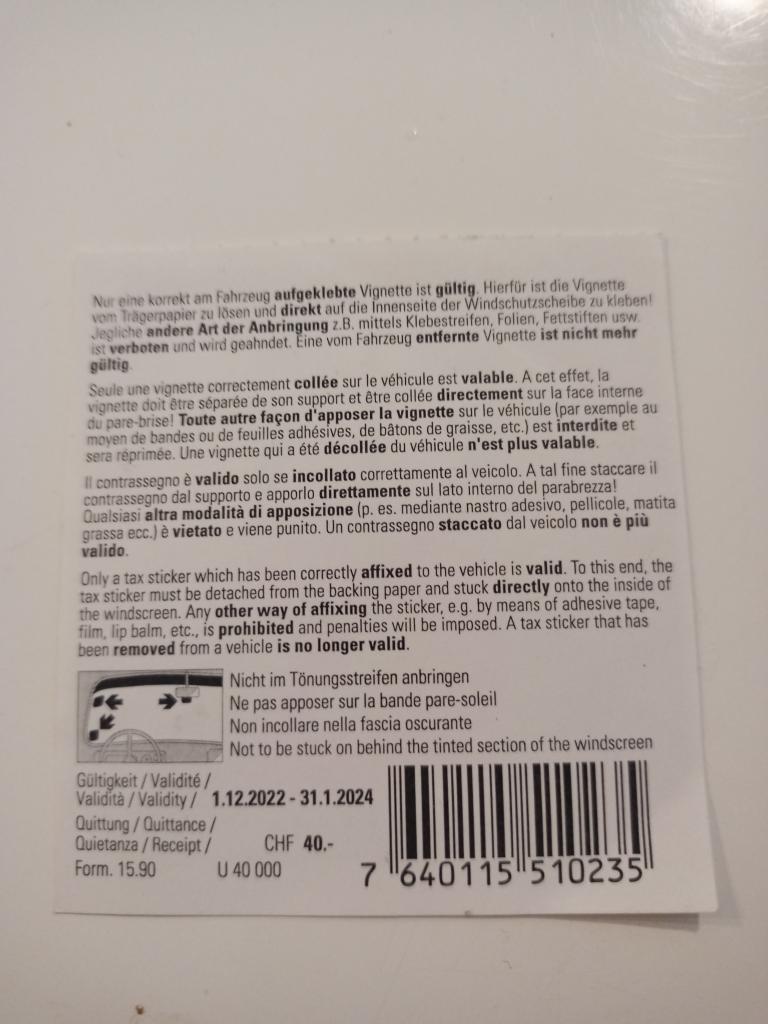 Nur eine korrekt am Fahrzeug aufgeklebte Vignette ist gültig. Hierfür ist die Vignette
vom Trägerpapier zu lösen und direkt auf die Innenseite der Windschutzscheibe zu kleben!
Jegliche andere Art der Anbringung z.B. mittels Klebestreifen, Folien, Fettstiften usw.
ist verboten und wird geahndet. Eine vom Fahrzeug entfernte Vignette ist nicht mehr
gültig.
Seule une vignette correctement collée sur le véhicule est valable. A cet effet, la
vignette doit être séparée de son support et être collée directement sur la face interne
du pare-brise! Toute autre façon d'apposer la vignette sur le véhicule (par exemple au
moyen de bandes ou de feuilles adhésives, de bâtons de graisse, etc.) est interdite et
sera réprimée. Une vignette qui a été décollée du véhicule n'est plus valable.
Il contrassegno è valido solo se incollato correttamente al veicolo. A tal fine staccare il
contrassegno dal supporto e apporlo direttamente sul lato interno del parabrezza!
Qualsiasi altra modalità di apposizione (p. es. mediante nastro adesivo, pellicole, matita
grassa ecc.) è vietato e viene punito. Un contrassegno staccato dal veicolo non è più
valido.
Only a tax sticker which has been correctly affixed to the vehicle is valid. To this end, the
tax sticker must be detached from the backing paper and stuck directly onto the inside of
the windscreen. Any other way of affixing the sticker, e.g. by means of adhesive tape,
film, lip balm, etc., is prohibited and penalties will be imposed. A tax sticker that has
been removed from a vehicle is no longer valid.
Nicht im Tönungsstreifen anbringen
Ne pas apposer sur la bande pare-soleil
Non incollare nella fascia oscurante
Not to be stuck on behind the tinted section of the windscreen
Gültigkeit / Validité /
Validità / Validity / 1.12.2022 - 31.1.2024
Quittung / Quittance /
Quietanza / Receipt / CHF 40.-
Form. 15.90 U 40 000
7 640115 510235